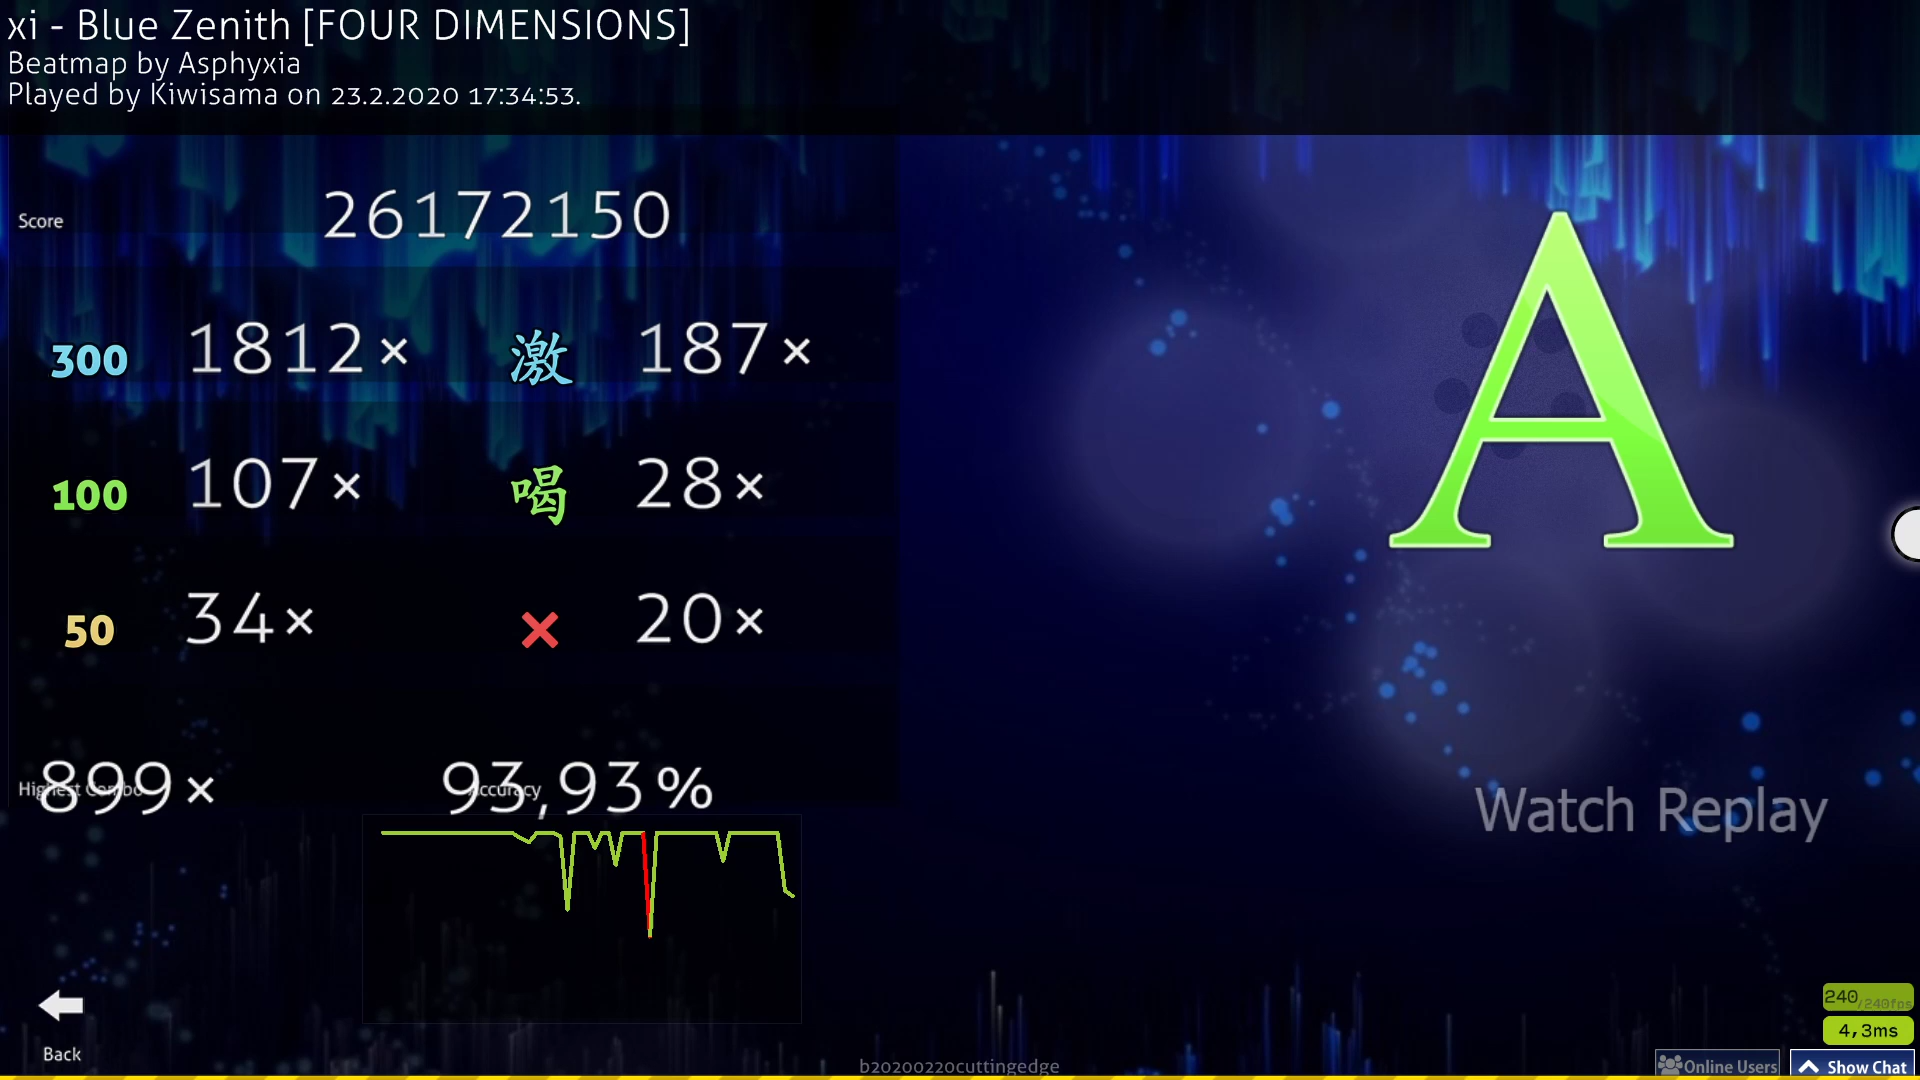 xi - Blue Zenith [FOUR DIMENSIONS]
Beatmap by Asphyxia
Played by Kiwisama on 23.2.2020 17:34:53.
Score 26172150
300 1812× 激 187×
100 107× 喝 28×
50 34× × 20×
Highest Combo 899× Accuracy 93,93%
Watch Replay
Back
240/240fps
4,3ms
b20200220cuttingedge
Online Users
Show Chat